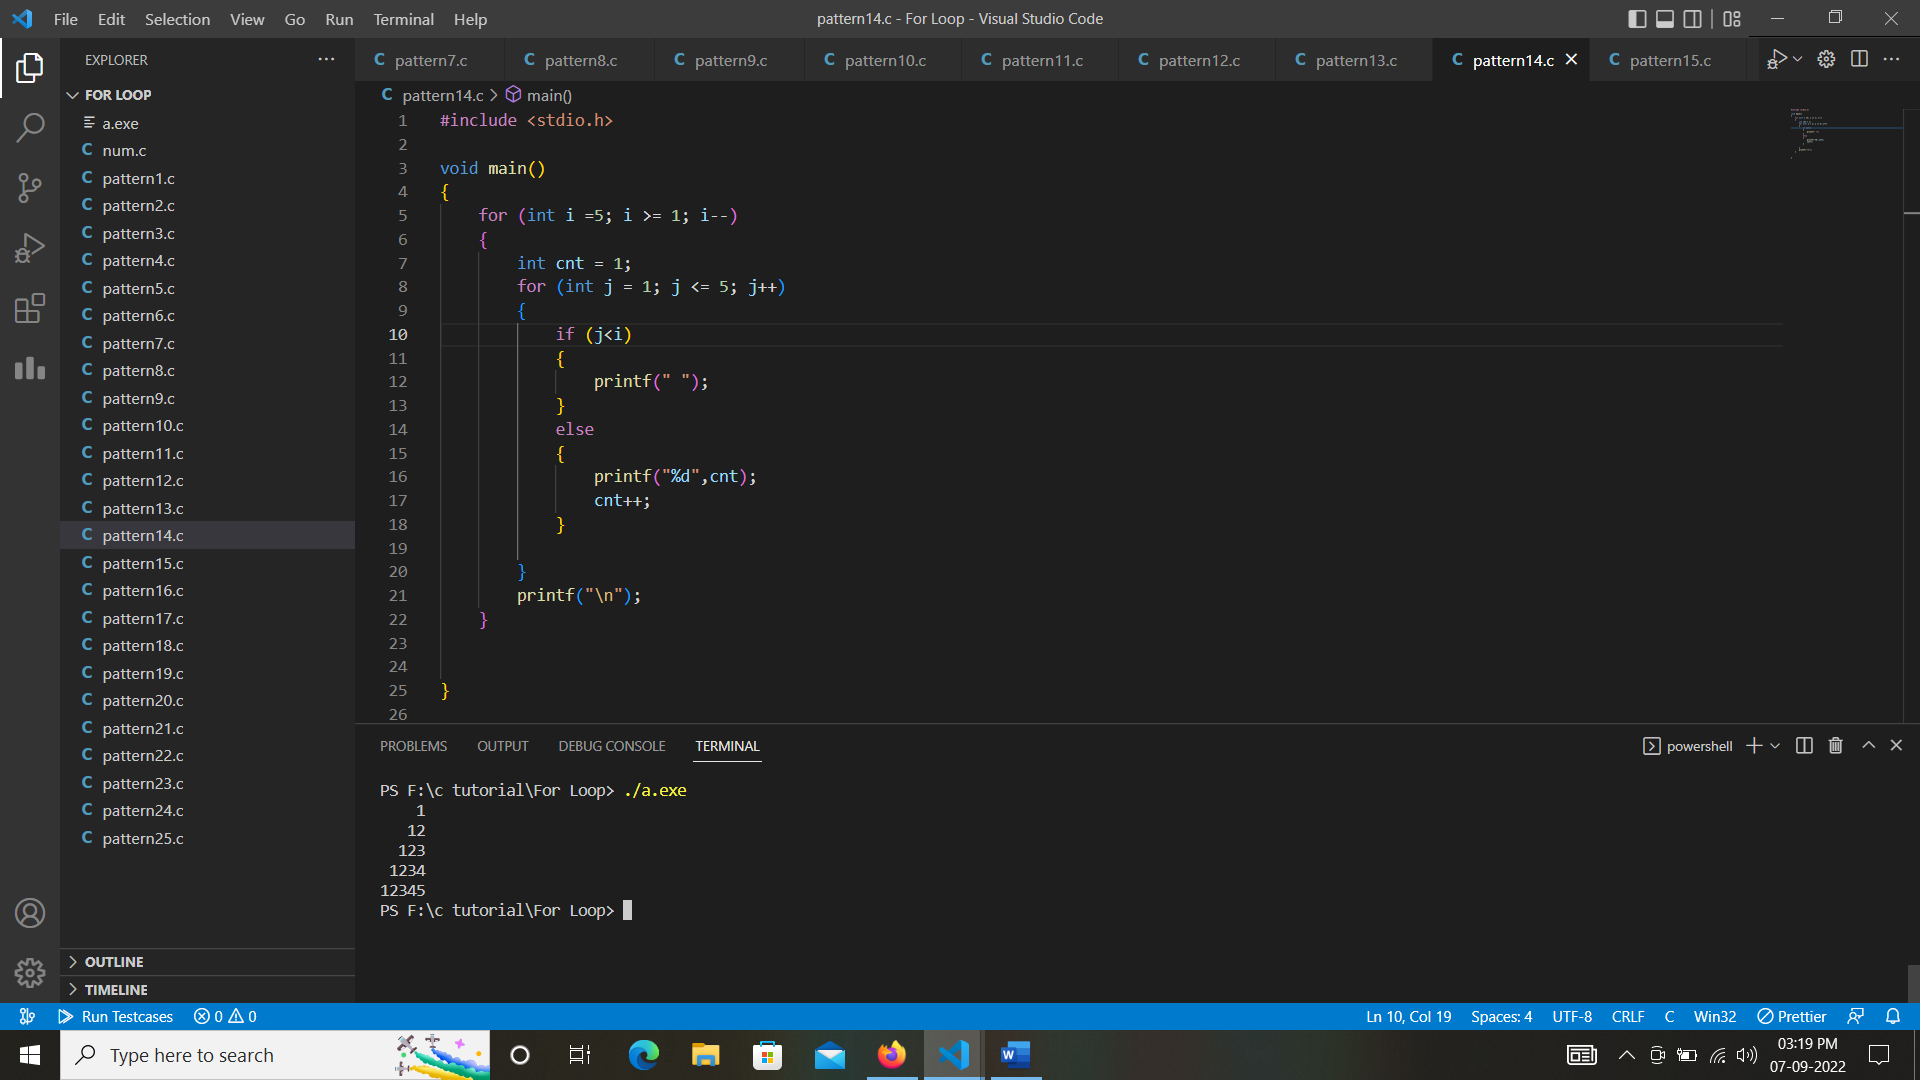 File Edit Selection View Go Run Terminal Help
pattern14.c - For Loop - Visual Studio Code
EXPLORER
FOR LOOP
a.exe
C num.c
C pattern1.c
C pattern2.c
C pattern3.c
C pattern4.c
C pattern5.c
C pattern6.c
C pattern7.c
C pattern8.c
C pattern9.c
C pattern10.c
C pattern11.c
C pattern12.c
C pattern13.c
C pattern14.c
C pattern15.c
C pattern16.c
C pattern17.c
C pattern18.c
C pattern19.c
C pattern20.c
C pattern21.c
C pattern22.c
C pattern23.c
C pattern24.c
C pattern25.c
OUTLINE
TIMELINE
C pattern7.c C pattern8.c C pattern9.c C pattern10.c C pattern11.c C pattern12.c C pattern13.c C pattern14.c C pattern15.c
C pattern14.c > main()
1 #include <stdio.h>
2
3 void main()
4 {
5 for (int i =5; i >= 1; i--)
6 {
7 int cnt = 1;
8 for (int j = 1; j <= 5; j++)
9 {
10 if (j<i)
11 {
12 printf(" ");
13 }
14 else
15 {
16 printf("%d",cnt);
17 cnt++;
18 }
19
20 }
21 printf("\n");
22 }
23
24
25 }
26
PROBLEMS OUTPUT DEBUG CONSOLE TERMINAL
powershell
PS F:\c tutorial\For Loop> ./a.exe
1
12
123
1234
12345
PS F:\c tutorial\For Loop>
Run Testcases 0 0
Ln 10, Col 19 Spaces: 4 UTF-8 CRLF C Win32 Prettier
Type here to search
03:19 PM
07-09-2022